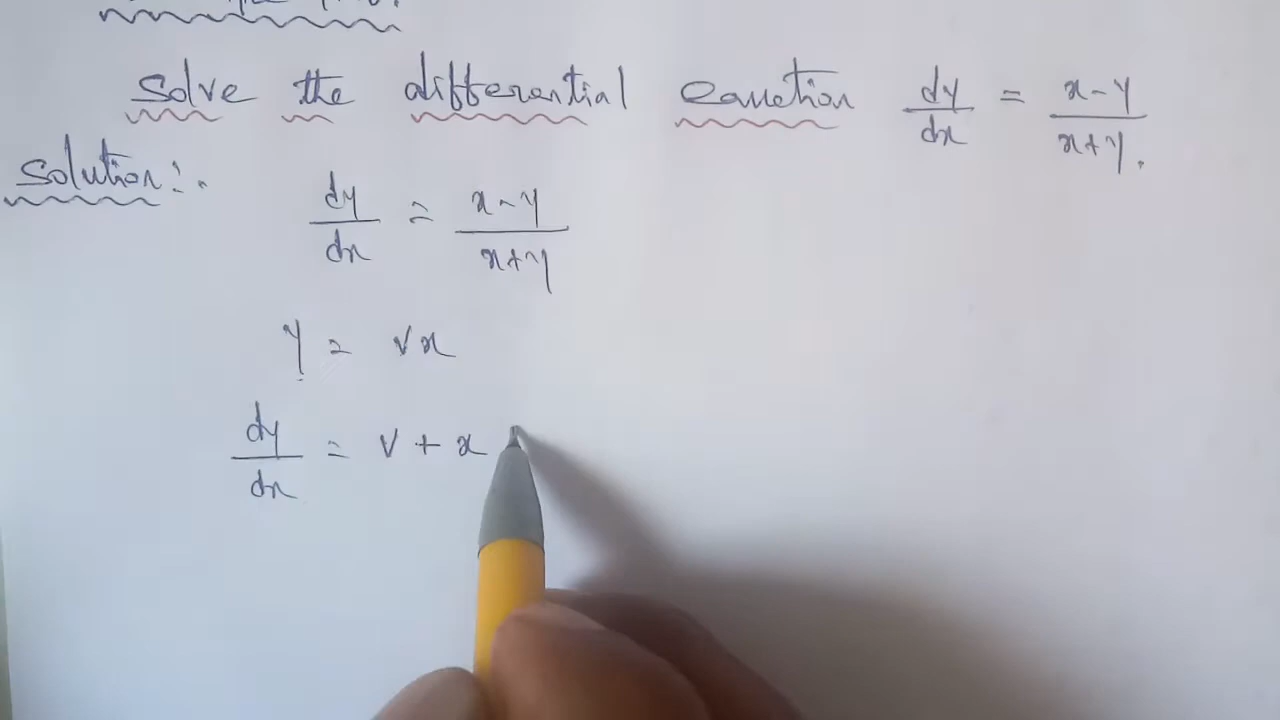 Solve the differential equation dy/dx = x-y/x+y.
Solution:-
dy/dx = x-y/x+y
y = vx
dy/dx = v + x